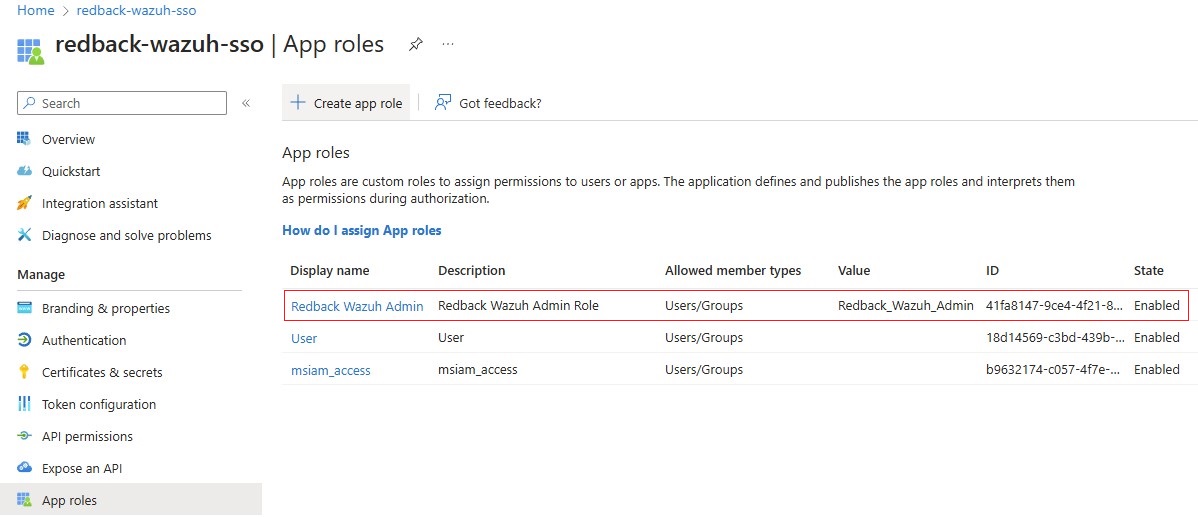 Home > redback-wazuh-sso
redback-wazuh-sso | App roles ...
Search «
Create app role Got feedback?
Overview
Quickstart
Integration assistant
Diagnose and solve problems
Manage
Branding & properties
Authentication
Certificates & secrets
Token configuration
API permissions
Expose an API
App roles
App roles
App roles are custom roles to assign permissions to users or apps. The application defines and publishes the app roles and interprets them
as permissions during authorization.
How do I assign App roles
Display name Description Allowed member types Value ID State
Redback Wazuh Admin Redback Wazuh Admin Role Users/Groups Redback_Wazuh_Admin 41fa8147-9ce4-4f21-8... Enabled
User User Users/Groups 18d14569-c3bd-439b-... Enabled
msiam_access msiam_access Users/Groups b9632174-c057-4f7e-... Enabled